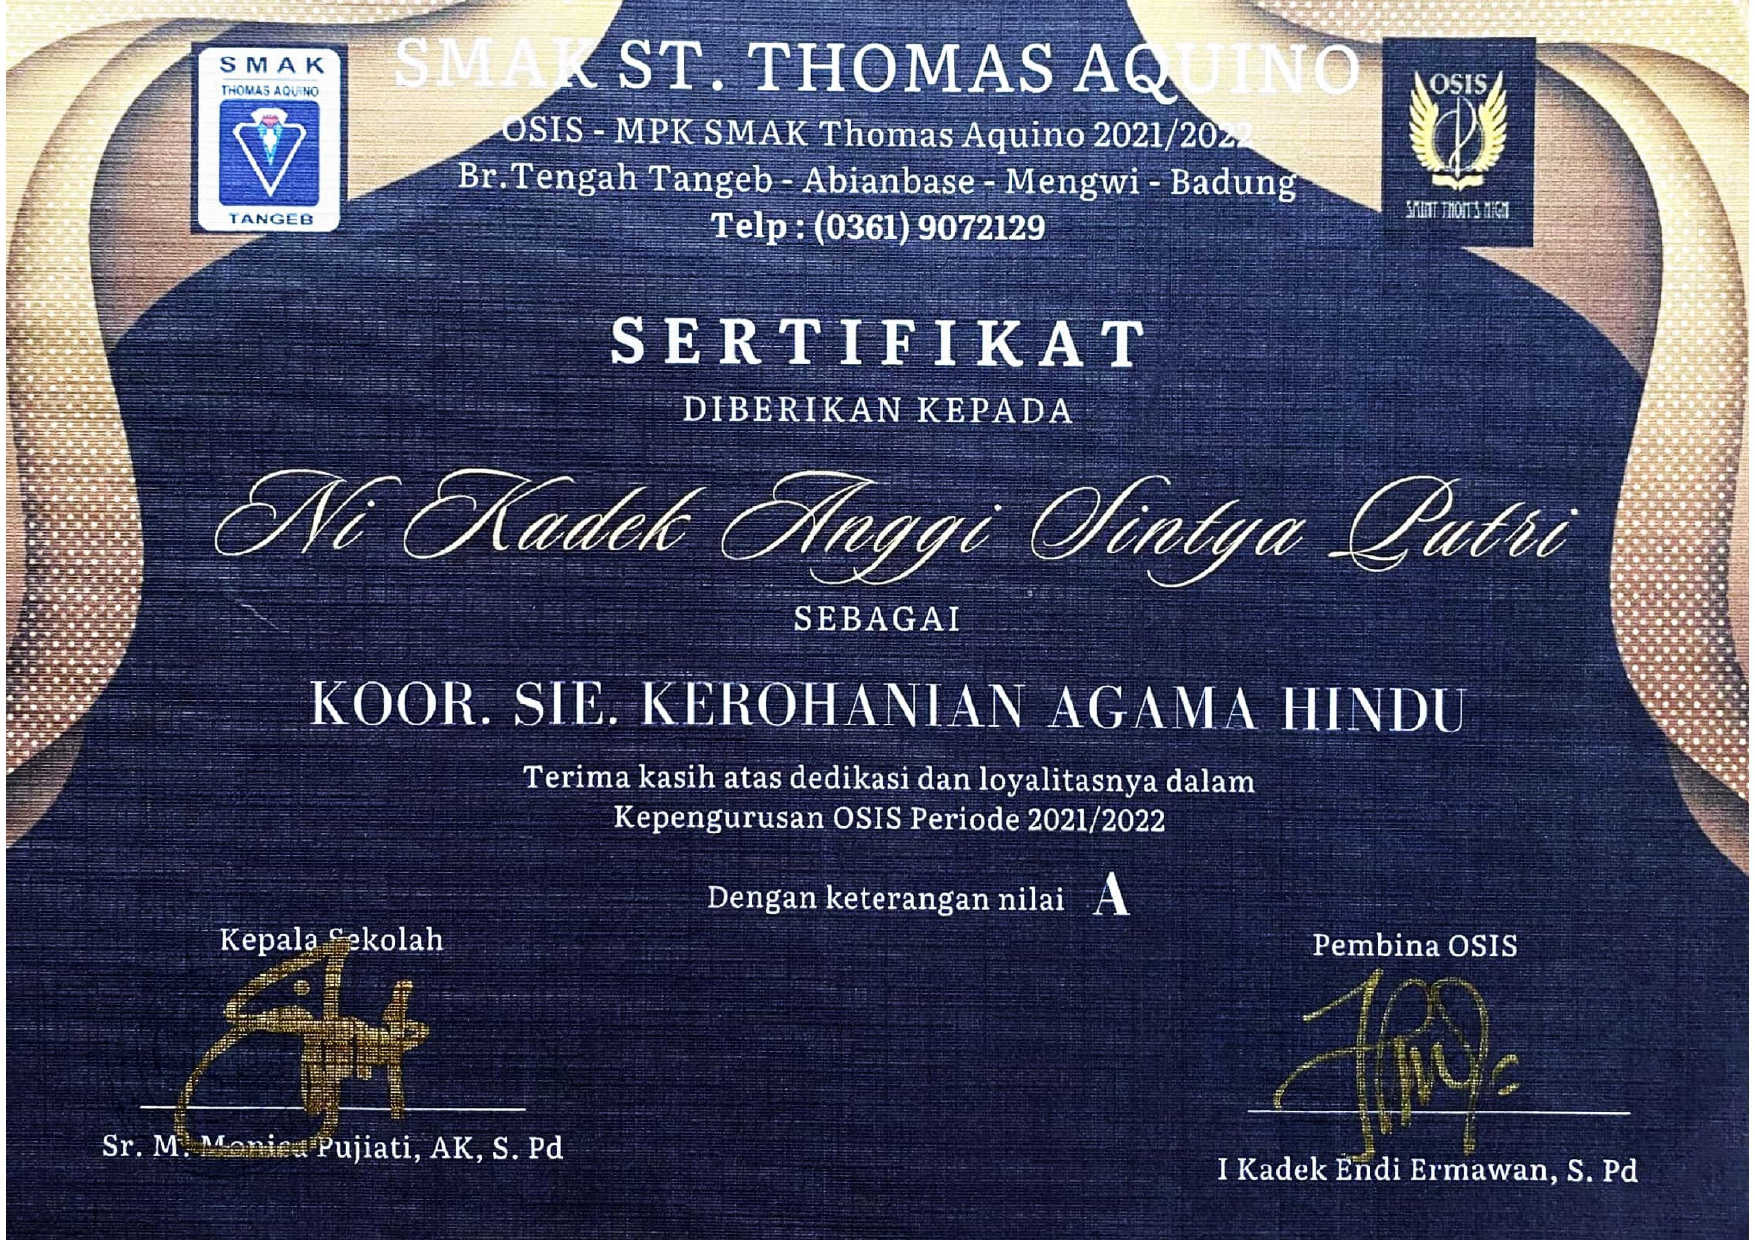 SMAK
THOMAS AQUINO
TANGEB
SMAK ST. THOMAS AQUINO
OSIS - MPK SMAK Thomas Aquino 2021/2022
Br.Tengah Tangeb - Abianbase - Mengwi - Badung
Telp : (0361) 9072129
OSIS
SERTIFIKAT
DIBERIKAN KEPADA
Ni Kadek Anggi Sintya Putri
SEBAGAI
KOOR. SIE. KEROHANIAN AGAMA HINDU
Terima kasih atas dedikasi dan loyalitasnya dalam
Kepengurusan OSIS Periode 2021/2022
Dengan keterangan nilai A
Kepala Sekolah
Sr. M. Monica Pujiati, AK, S. Pd
Pembina OSIS
I Kadek Endi Ermawan, S. Pd